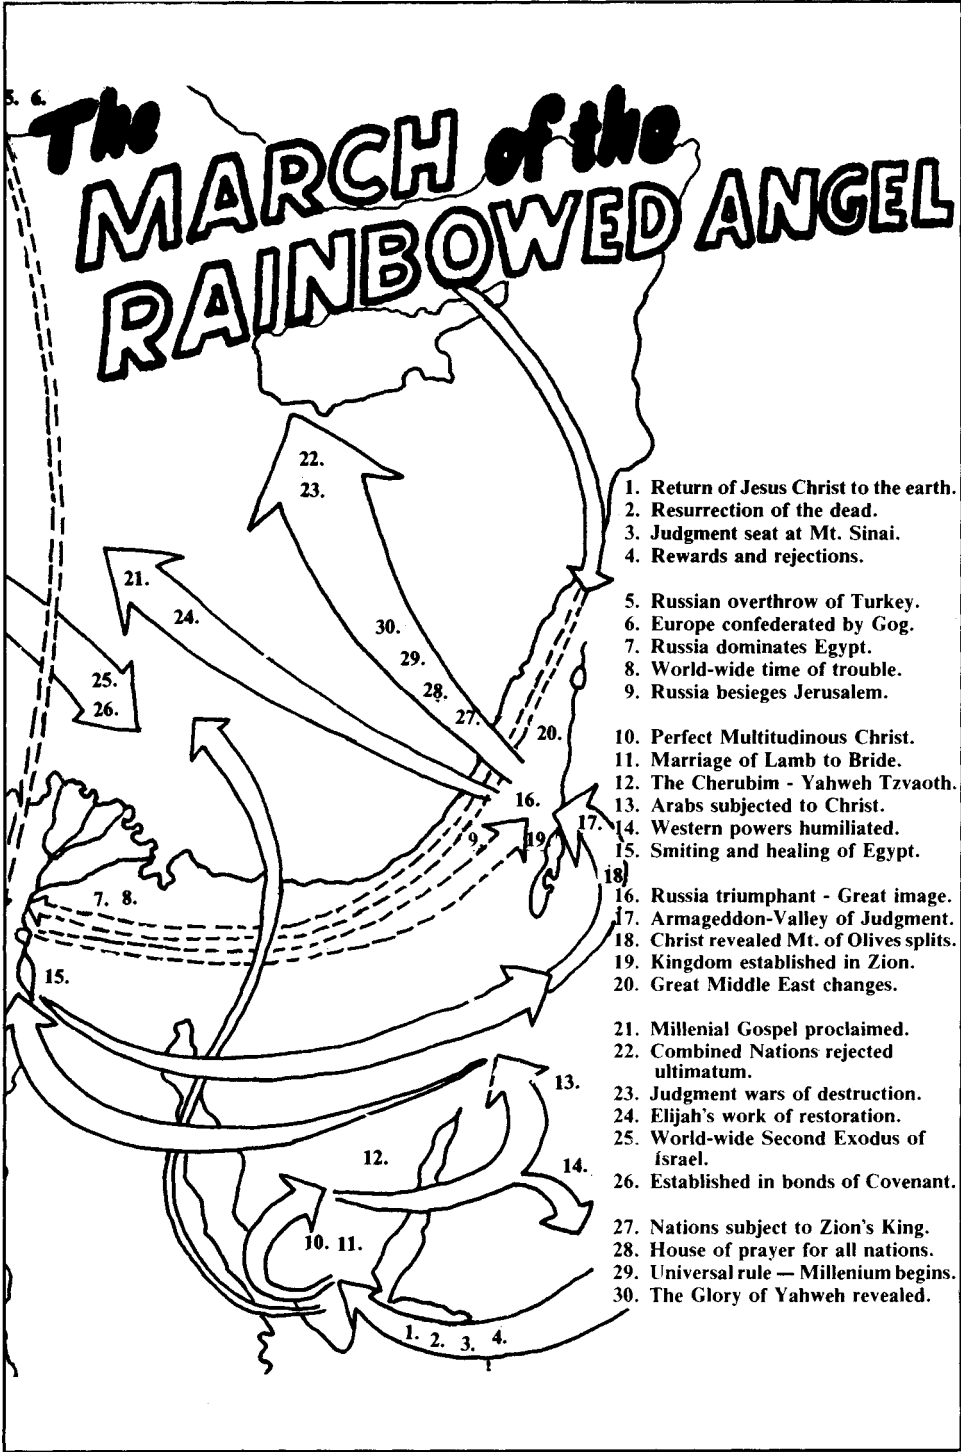 5. 6.
The
MARCH of the
RAINBOWED ANGEL
22.
23.
21.
24.
30.
29.
28.
27.
25.
26.
20.
16.
17.
9.
19.
18.
7. 8.
15.
13.
12.
14.
10. 11.
1. 2. 3. 4.
1. Return of Jesus Christ to the earth.
2. Resurrection of the dead.
3. Judgment seat at Mt. Sinai.
4. Rewards and rejections.
5. Russian overthrow of Turkey.
6. Europe confederated by Gog.
7. Russia dominates Egypt.
8. World-wide time of trouble.
9. Russia besieges Jerusalem.
10. Perfect Multitudinous Christ.
11. Marriage of Lamb to Bride.
12. The Cherubim - Yahweh Tzvaoth.
13. Arabs subjected to Christ.
14. Western powers humiliated.
15. Smiting and healing of Egypt.
16. Russia triumphant - Great image.
17. Armageddon-Valley of Judgment.
18. Christ revealed Mt. of Olives splits.
19. Kingdom established in Zion.
20. Great Middle East changes.
21. Millenial Gospel proclaimed.
22. Combined Nations rejected
ultimatum.
23. Judgment wars of destruction.
24. Elijah's work of restoration.
25. World-wide Second Exodus of
Israel.
26. Established in bonds of Covenant.
27. Nations subject to Zion's King.
28. House of prayer for all nations.
29. Universal rule — Millenium begins.
30. The Glory of Yahweh revealed.